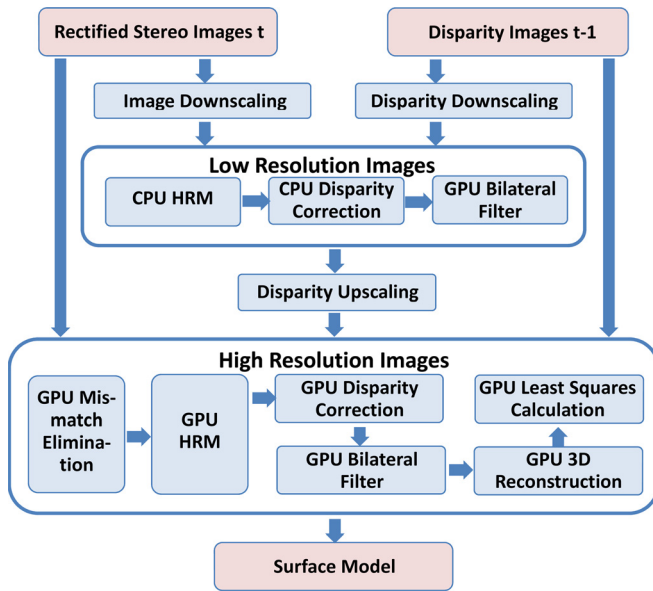 Rectified Stereo Images t
Disparity Images t-1
Image Downscaling
Disparity Downscaling
Low Resolution Images
CPU HRM
CPU Disparity
Correction
GPU Bilateral
Filter
Disparity Upscaling
High Resolution Images
GPU Mis-
match
Elimina-
tion
GPU
HRM
GPU Disparity
Correction
GPU Bilateral
Filter
GPU Least Squares
Calculation
GPU 3D
Reconstruction
Surface Model